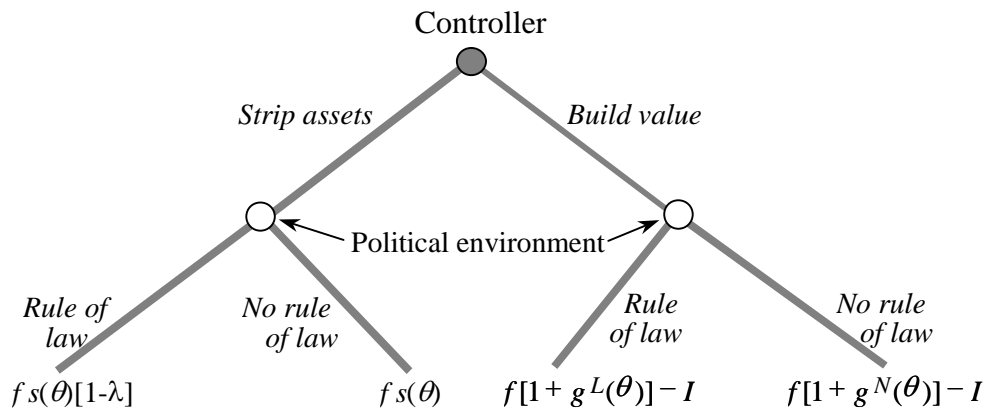 Controller
Strip assets
Build value
Political environment
Rule of
law
No rule
of law
Rule
of law
No rule
of law
f s(θ)[1-λ]
f s(θ)
f[1 + g^L(θ)] − I
f[1 + g^N(θ)] − I